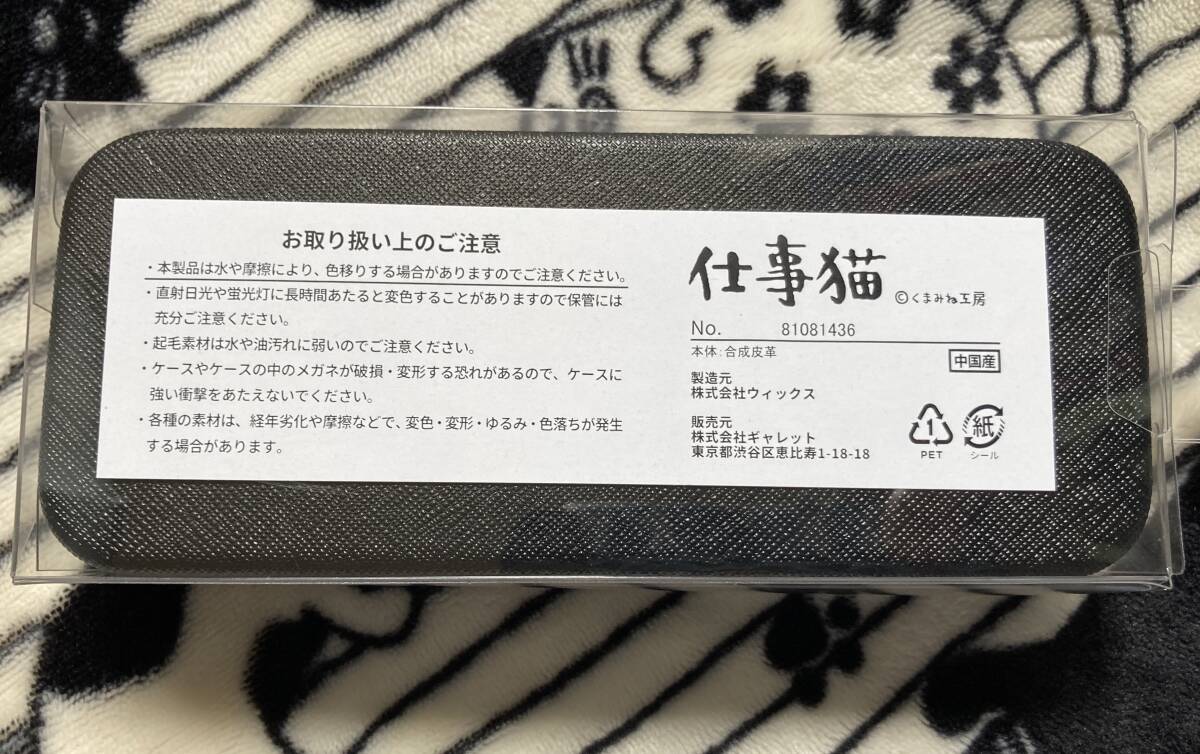 お取り扱い上のご注意
・本製品は水や摩擦により、色移りする場合がありますのでご注意ください。
・直射日光や蛍光灯に長時間あたると変色することがありますので保管には
充分ご注意ください。
・起毛素材は水や油汚れに弱いのでご注意ください。
・ケースやケースの中のメガネが破損・変形する恐れがあるので、ケースに
強い衝撃をあたえないでください。
・各種の素材は、経年劣化や摩擦などで、変色・変形・ゆるみ・色落ちが発生
する場合があります。
仕事猫 ©くまみね工房
No. 81081436
本体:合成皮革
中国産
製造元
株式会社ウィックス
販売元
株式会社ギャレット
東京都渋谷区恵比寿1-18-18
1
PET
紙
シール